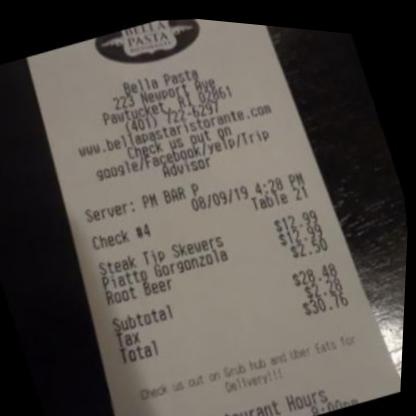 BELLA
PASTA
Bella Pasta
223 Newport Ave
Pawtucket, RI 02861
(401) 722-6297
www.bellapastaristorante.com
Check us out on
google/Facebook/yelp/Trip
Advisor
Server: PM BAR P
08/09/19 4:28 PM
Check #4 Table 21
Steak Tip Skewers $12.99
Piatto Gorgonzola $12.99
Root Beer $2.50
Subtotal $28.48
Tax $2.28
Total $30.76
Check us out on Grub hub and Uber Eats for
Delivery!!!
Hours